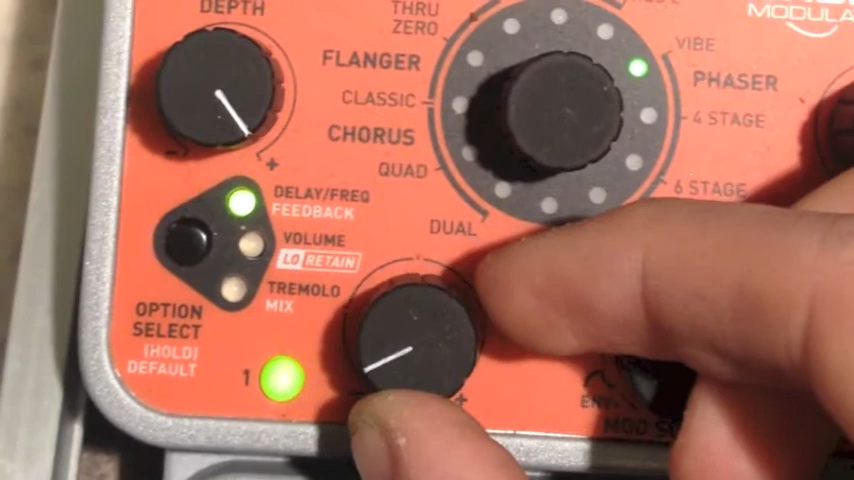 DEPTH
THRU
ZERO
MODULA
VIBE
FLANGER
PHASER
CLASSIC
4 STAGE
CHORUS
QUAD
6 STAGE
- +
DELAY/FREQ
FEEDBACK
DUAL
VOLUME
LO RETAIN
TREMOLO
MIX
OPTION
SELECT
(HOLD)
DEFAULT
1
- +
ENV
MOD